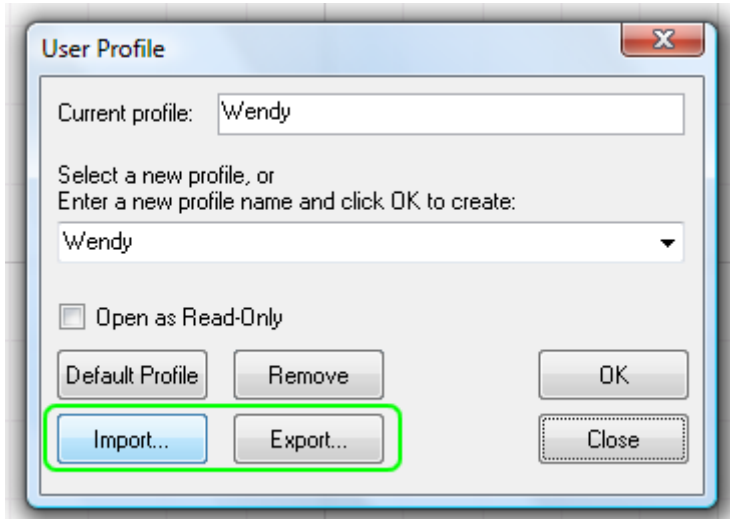 User Profile
Current profile: Wendy
Select a new profile, or
Enter a new profile name and click OK to create:
Wendy
Open as Read-Only
Default Profile Remove OK
Import... Export... Close